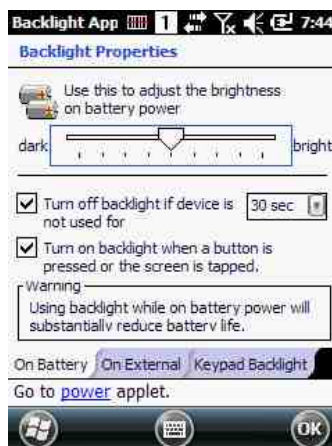 Backlight App 1 7:44
Backlight Properties
Use this to adjust the brightness
on battery power
dark bright
Turn off backlight if device is
not used for 30 sec
Turn on backlight when a button is
pressed or the screen is tapped.
Warning
Using backlight while on battery power will
substantially reduce battery life.
On Battery On External Keypad Backlight
Go to power applet.
OK